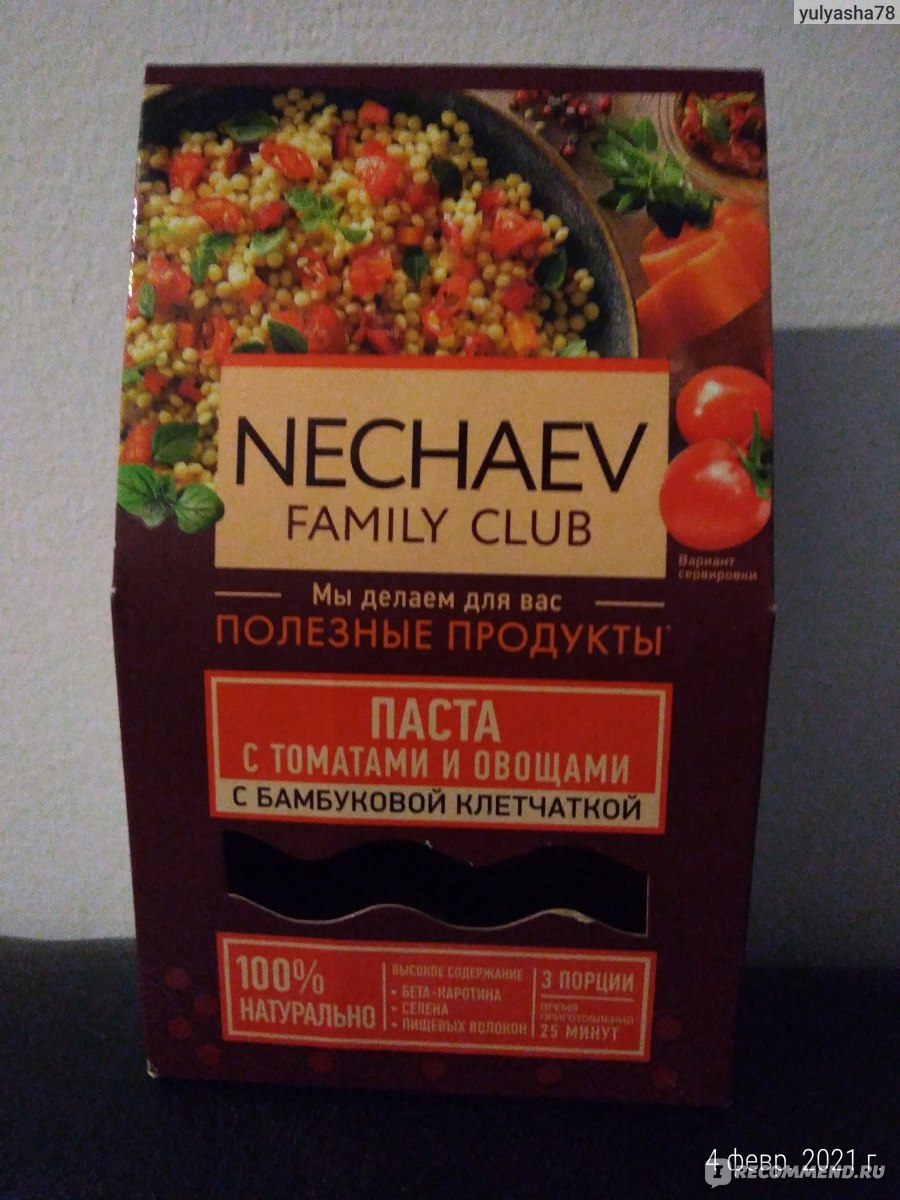 yulyasha78
NECHAEV
FAMILY CLUB
Вариант
сервировки
Мы делаем для вас
ПОЛЕЗНЫЕ ПРОДУКТЫ*
ПАСТА
С ТОМАТАМИ И ОВОЩАМИ
С БАМБУКОВОЙ КЛЕТЧАТКОЙ
100%
НАТУРАЛЬНО
ВЫСОКОЕ СОДЕРЖАНИЕ
• БЕТА-КАРОТИНА
• СЕЛЕНА
• ПИЩЕВЫХ ВОЛОКОН
3 ПОРЦИИ
ВРЕМЯ
ПРИГОТОВЛЕНИЯ
25 МИНУТ
4 февр. 2021 г.
IRECOMMEND.RU